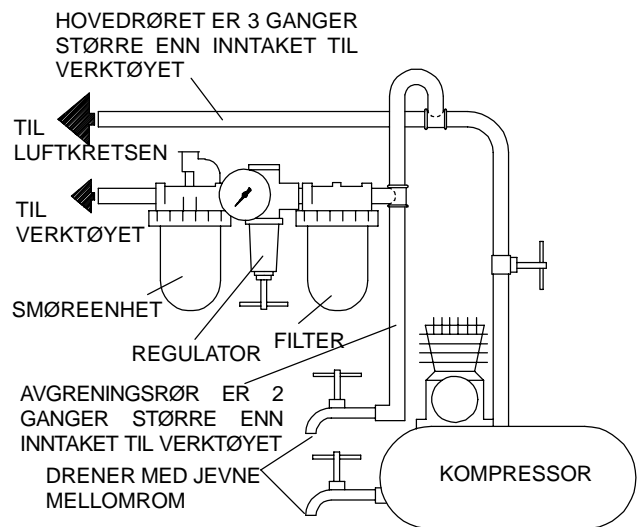 HOVEDRØRET ER 3 GANGER
STØRRE ENN INNTAKET TIL
VERKTØYET
TIL
LUFTKRETSEN
TIL
VERKTØYET
SMØREENHET
REGULATOR
FILTER
AVGRENINGSRØR ER 2
GANGER STØRRE ENN
INNTAKET TIL VERKTØYET
DRENER MED JEVNE
MELLOMROM
KOMPRESSOR